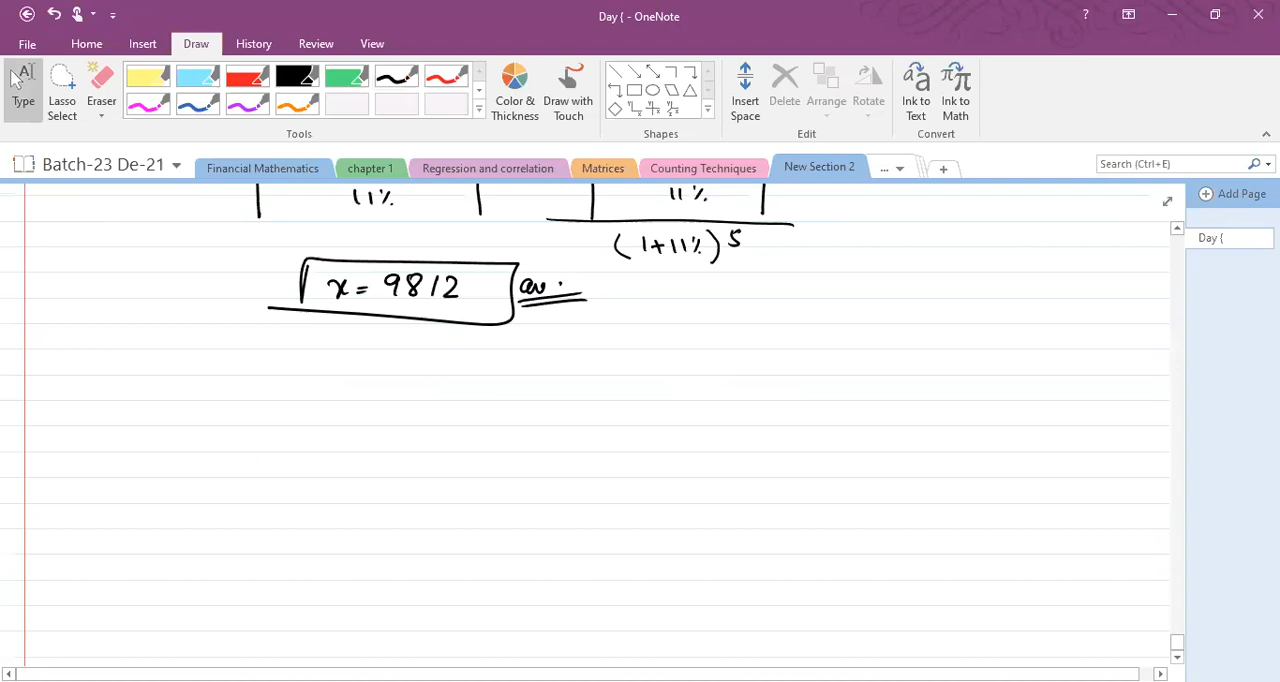 Day { - OneNote
?
File Home Insert Draw History Review View
Type
Lasso Select
Eraser
Color & Thickness
Draw with Touch
Insert Space
Delete
Arrange
Rotate
Ink to Text
Ink to Math
Tools Shapes Edit Convert
Batch-23 De-21 Financial Mathematics chapter 1 Regression and correlation Matrices Counting Techniques New Section 2 ... Search (Ctrl+E)
Add Page
Day {
11% 11%
(1+11%)^5
x = 9812